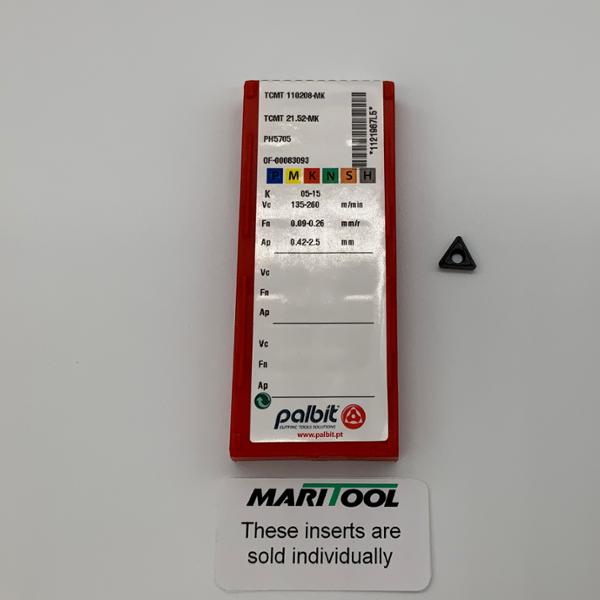 TCMT 110208-MK
TCMT 21.52-MK
PH5705
OF-00083093
*1121967L5*
P M K N S H
K 05-15
Vc 135-260 m/min
Fn 0.09-0.26 mm/r
Ap 0.42-2.5 mm
Vc
Fn
Ap
Vc
Fn
Ap
palbit
CUTTING TOOLS SOLUTIONS
www.palbit.pt
MARITOOL
These inserts are
sold individually